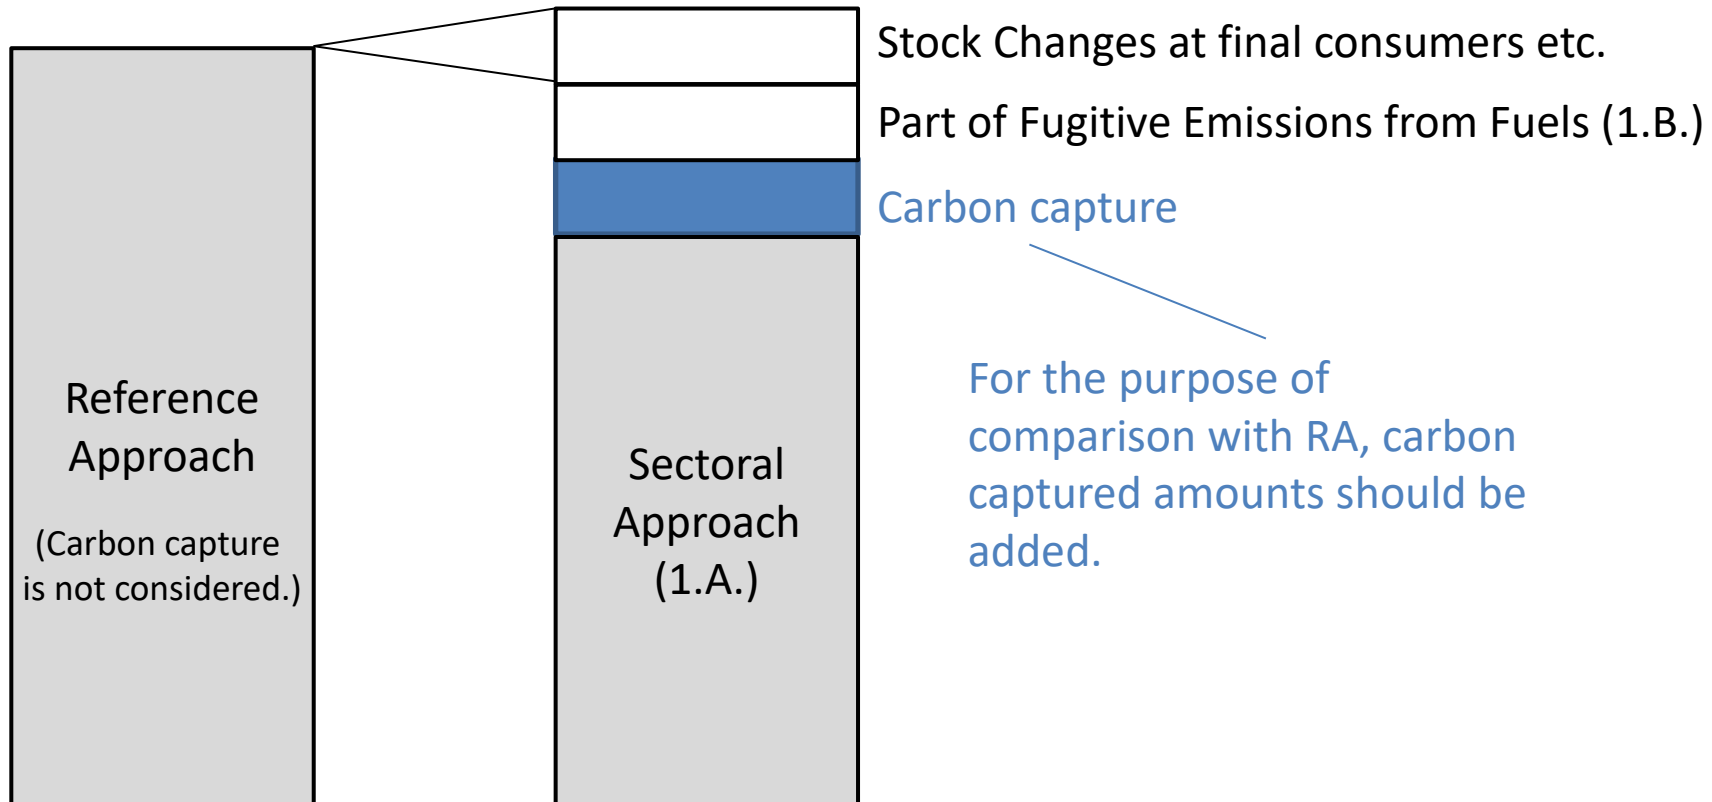 Stock Changes at final consumers etc.
Part of Fugitive Emissions from Fuels (1.B.)
Carbon capture
Reference
Approach
(Carbon capture
is not considered.)
Sectoral
Approach
(1.A.)
For the purpose of
comparison with RA, carbon
captured amounts should be
added.